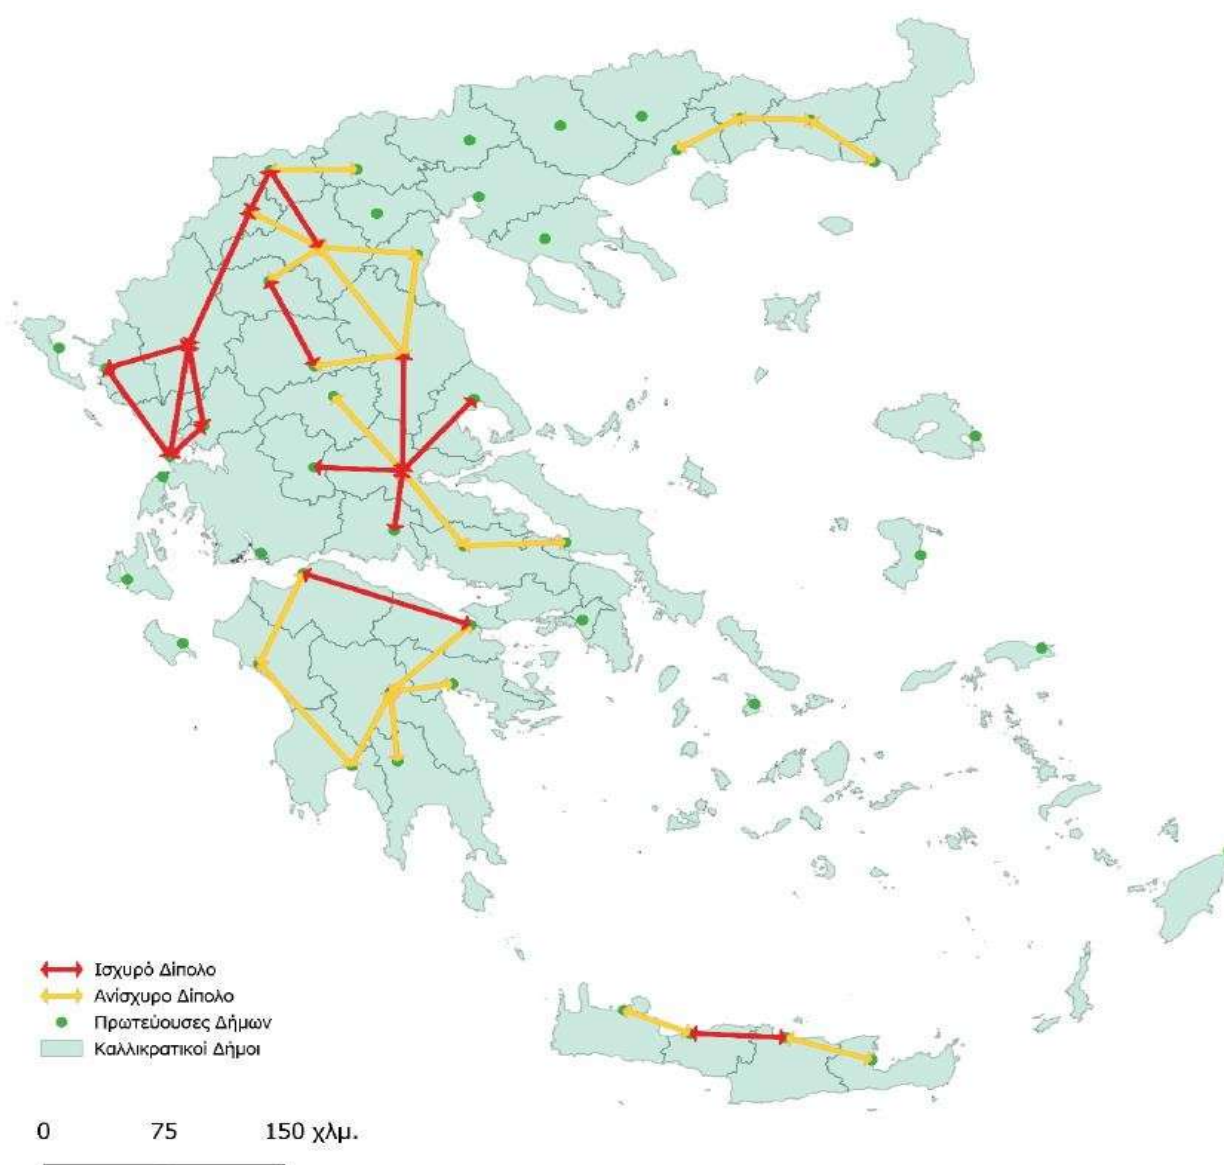 Ισχυρό Δίπολο
Ανίσχυρο Δίπολο
Πρωτεύουσες Δήμων
Καλλικρατικοί Δήμοι
0 75 150 χλμ.